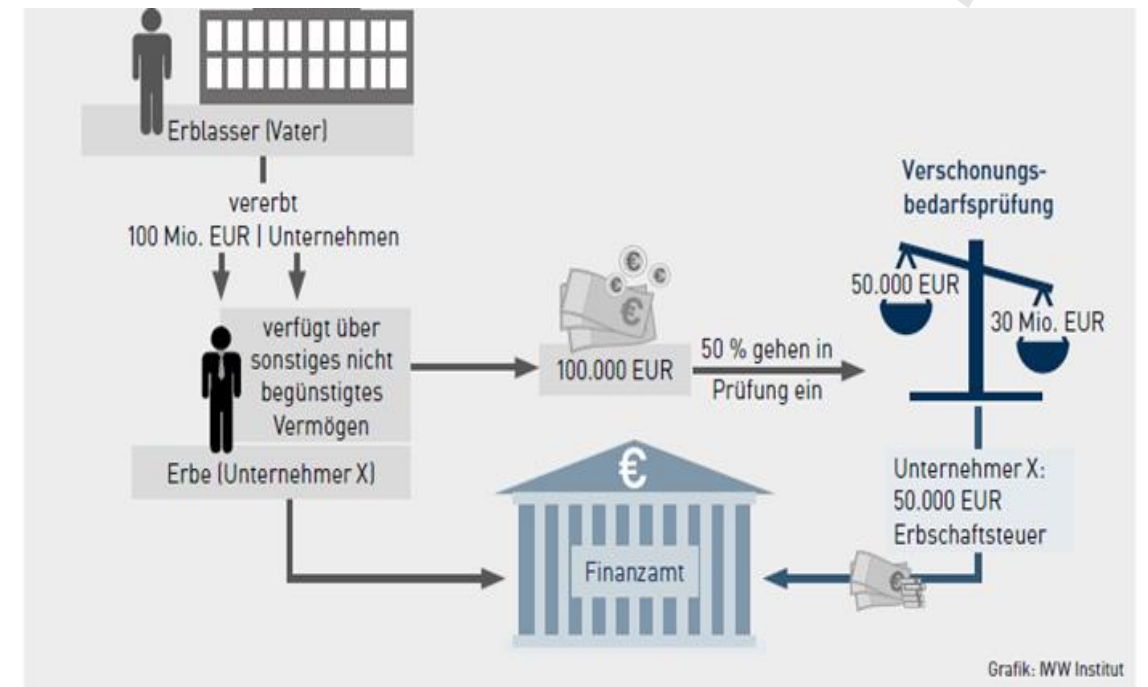 Erblasser (Vater)
vererbt
100 Mio. EUR | Unternehmen
verfügt über
sonstiges nicht
begünstigtes
Vermögen
Erbe (Unternehmer X)
€
€
€
€
100.000 EUR
50 % gehen in
Prüfung ein
Verschonungs-
bedarfsprüfung
50.000 EUR
30 Mio. EUR
Unternehmer X:
50.000 EUR
Erbschaftsteuer
€
Finanzamt
€
Grafik: IWW Institut